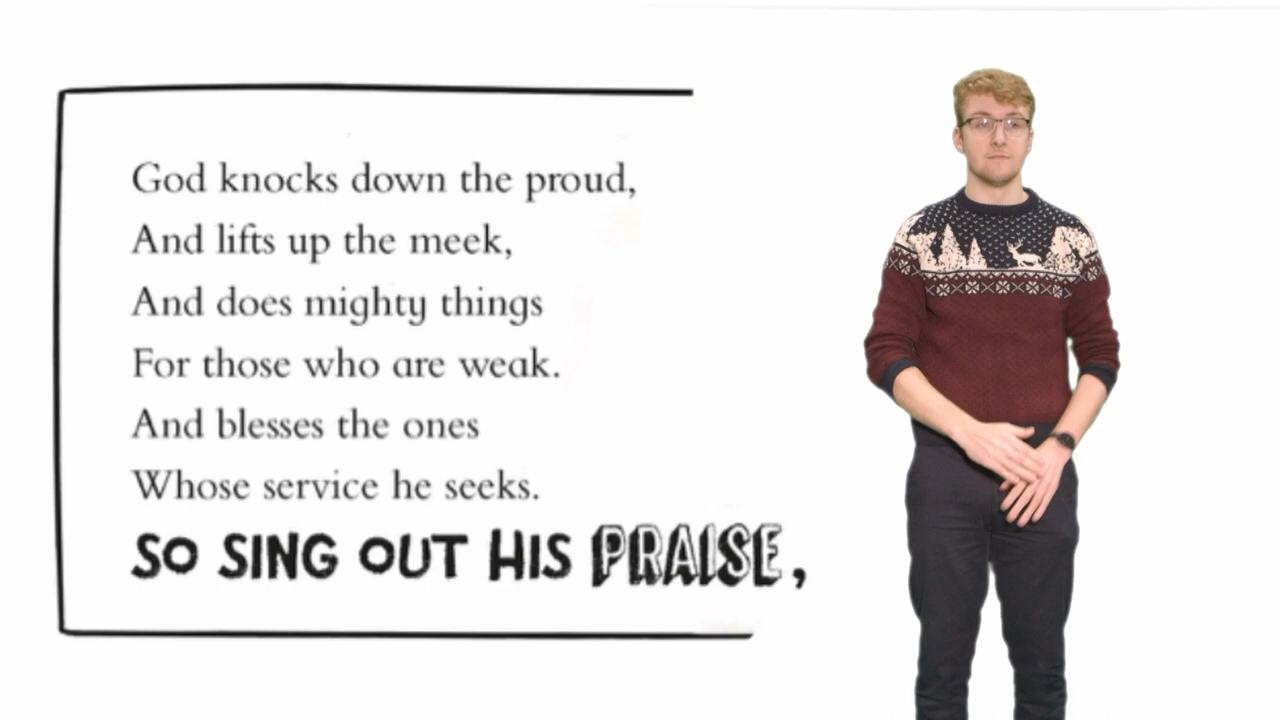 God knocks down the proud,
And lifts up the meek,
And does mighty things
For those who are weak.
And blesses the ones
Whose service he seeks.
SO SING OUT HIS PRAISE,